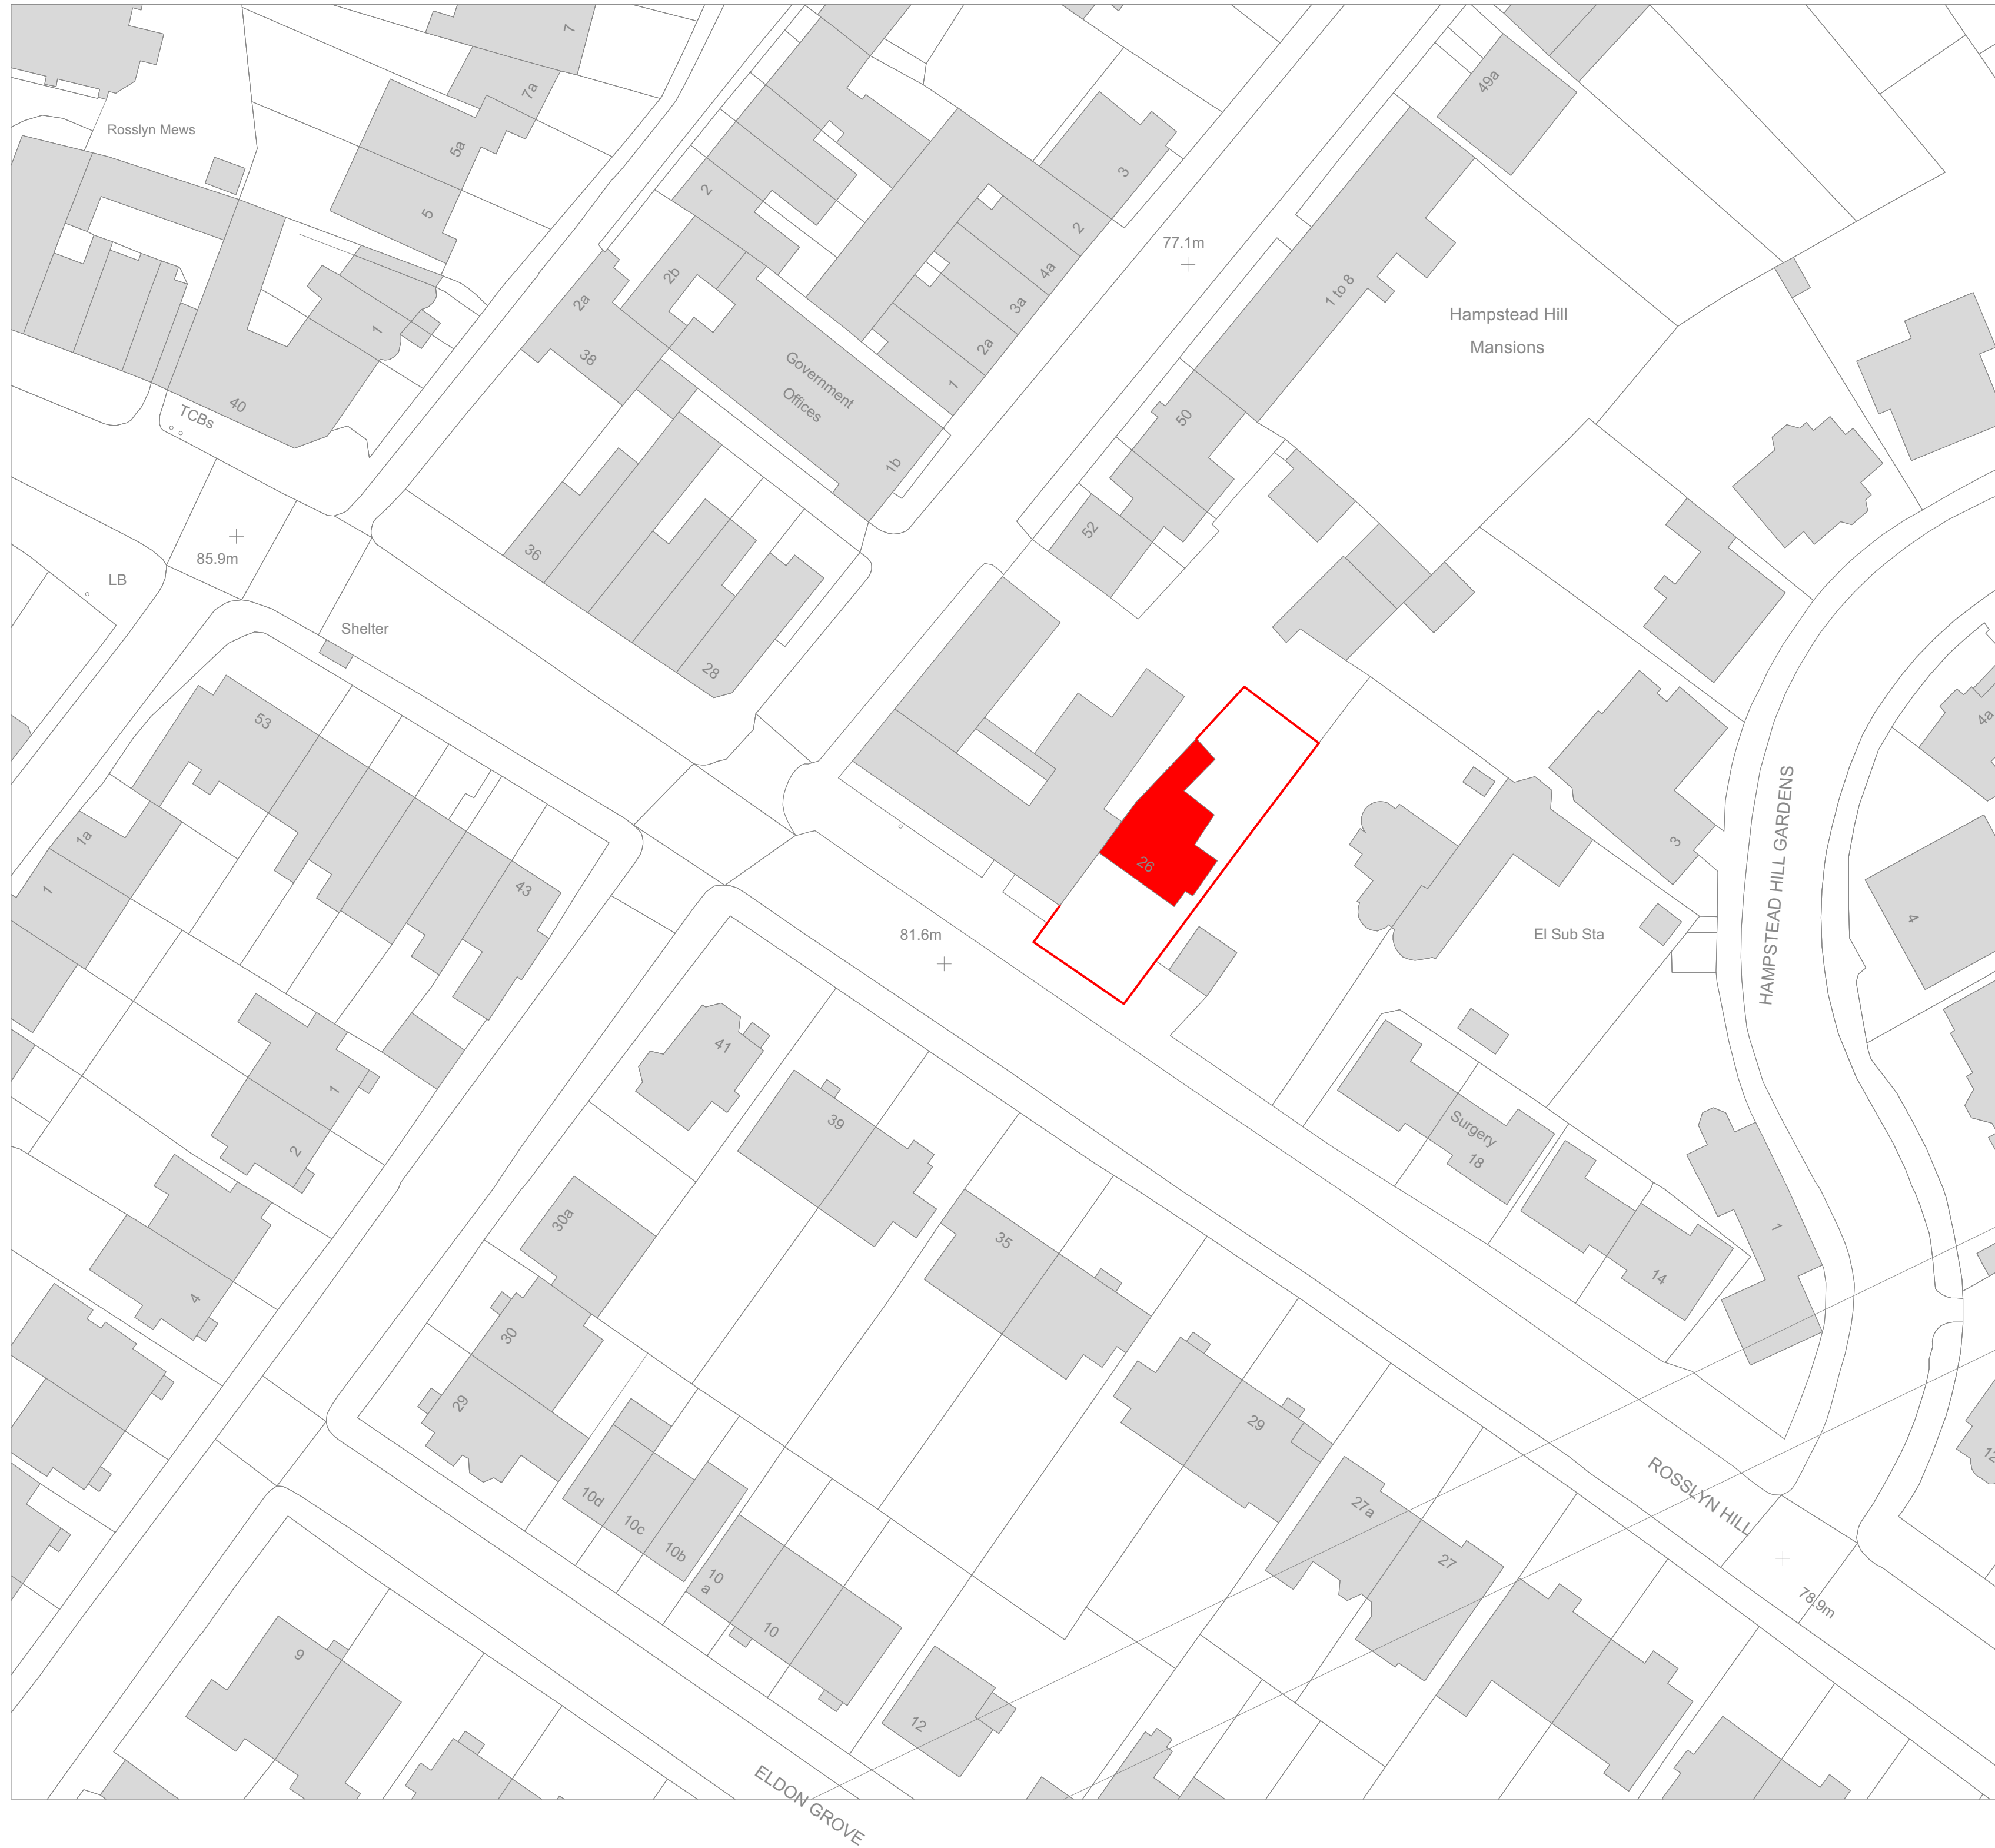 7
49a
7a
Rosslyn Mews
5a
3
2
5
2
77.1m
4a
2b
1 to 8
2a
3a
Hampstead Hill
Mansions
1
2a
38
Government
Offices
1
40
TCBs
50
1b
52
36
85.9m
LB
Shelter
28
53
4a
HAMPSTEAD HILL GARDENS
1a
3
26
43
1
4
81.6m
El Sub Sta
41
1
39
Surgery
18
2
30a
35
1
14
4
30
29
29
12
ROSSLYN HILL
10d
27a
10c
10b
27
10
a
78.9m
10
9
12
ELDON GROVE